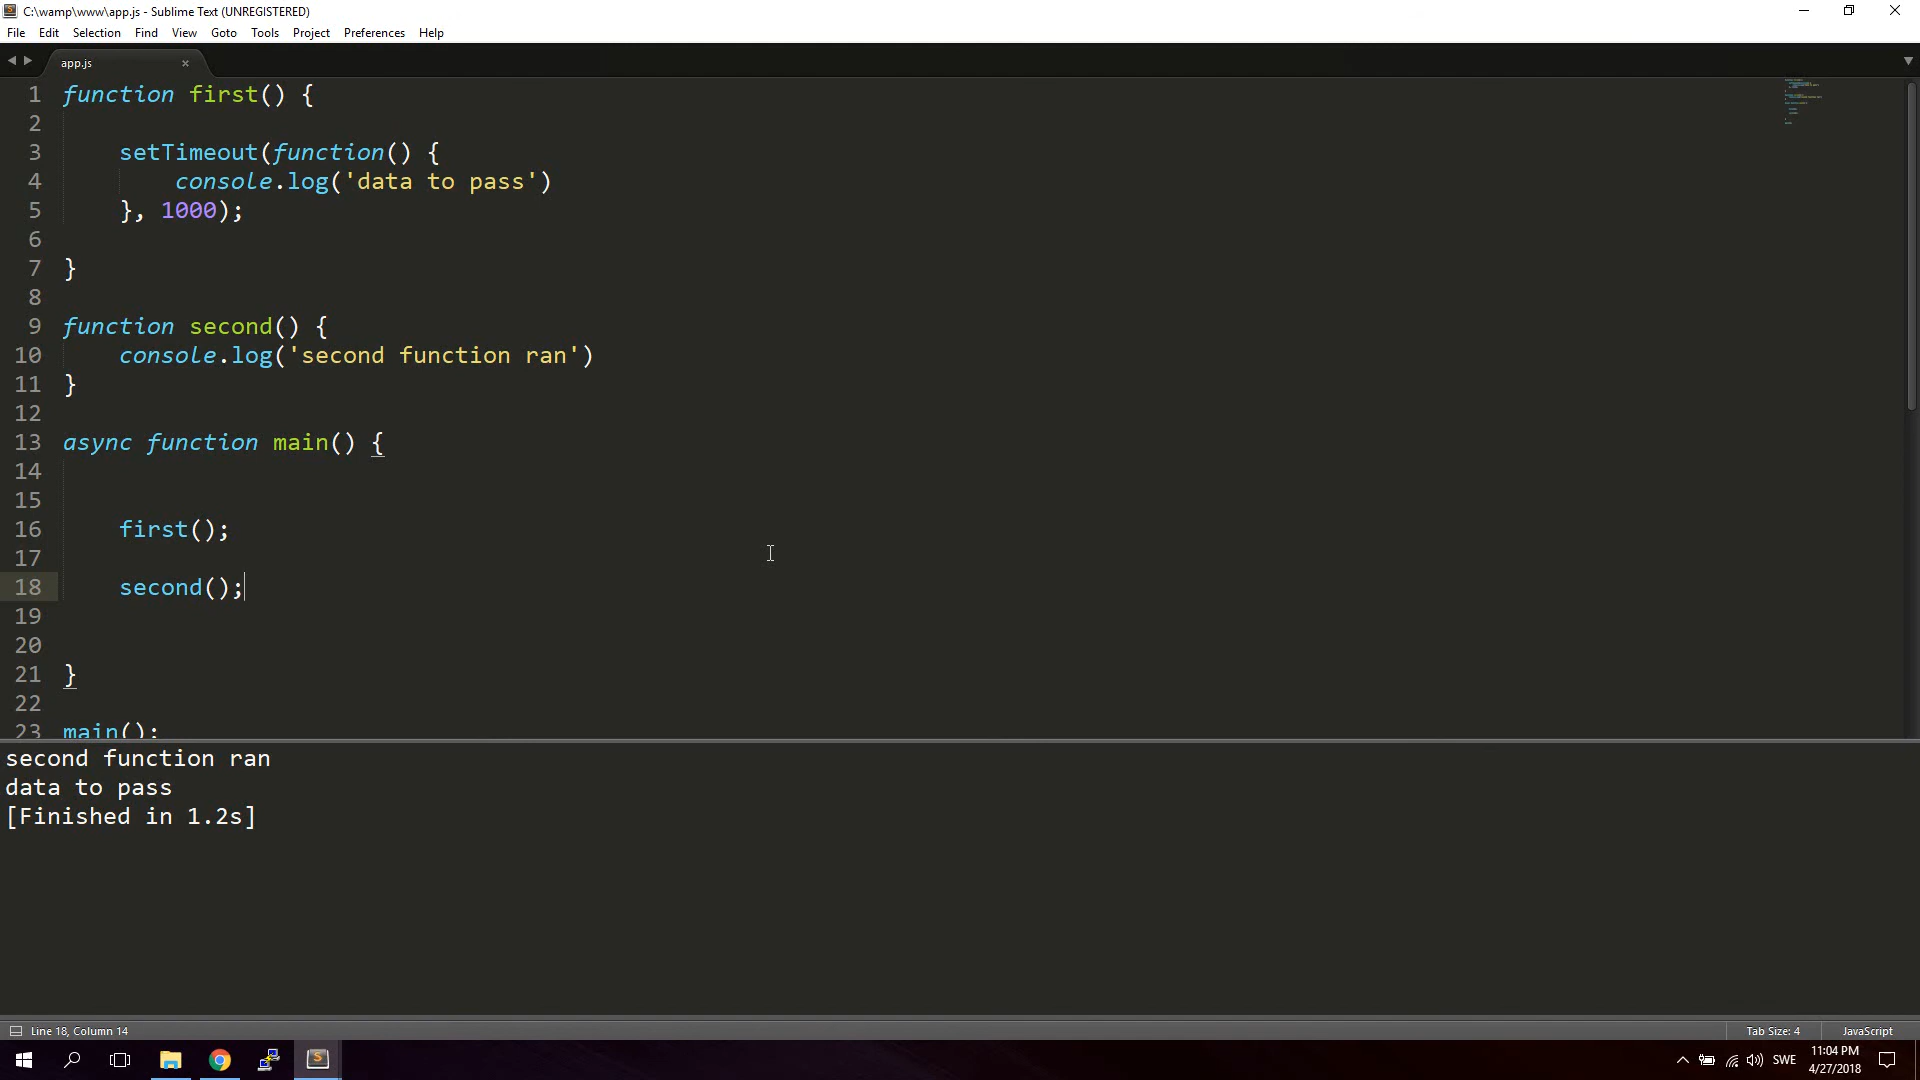 C:\wamp\www\app.js - Sublime Text (UNREGISTERED)
File Edit Selection Find View Goto Tools Project Preferences Help
app.js
1 function first() {
2
3 setTimeout(function() {
4 console.log('data to pass')
5 }, 1000);
6
7 }
8
9 function second() {
10 console.log('second function ran')
11 }
12
13 async function main() {
14
15
16 first();
17
18 second();
19
20
21 }
22
23 main();
second function ran
data to pass
[Finished in 1.2s]
Line 18, Column 14 Tab Size: 4 JavaScript
SWE 11:04 PM
4/27/2018